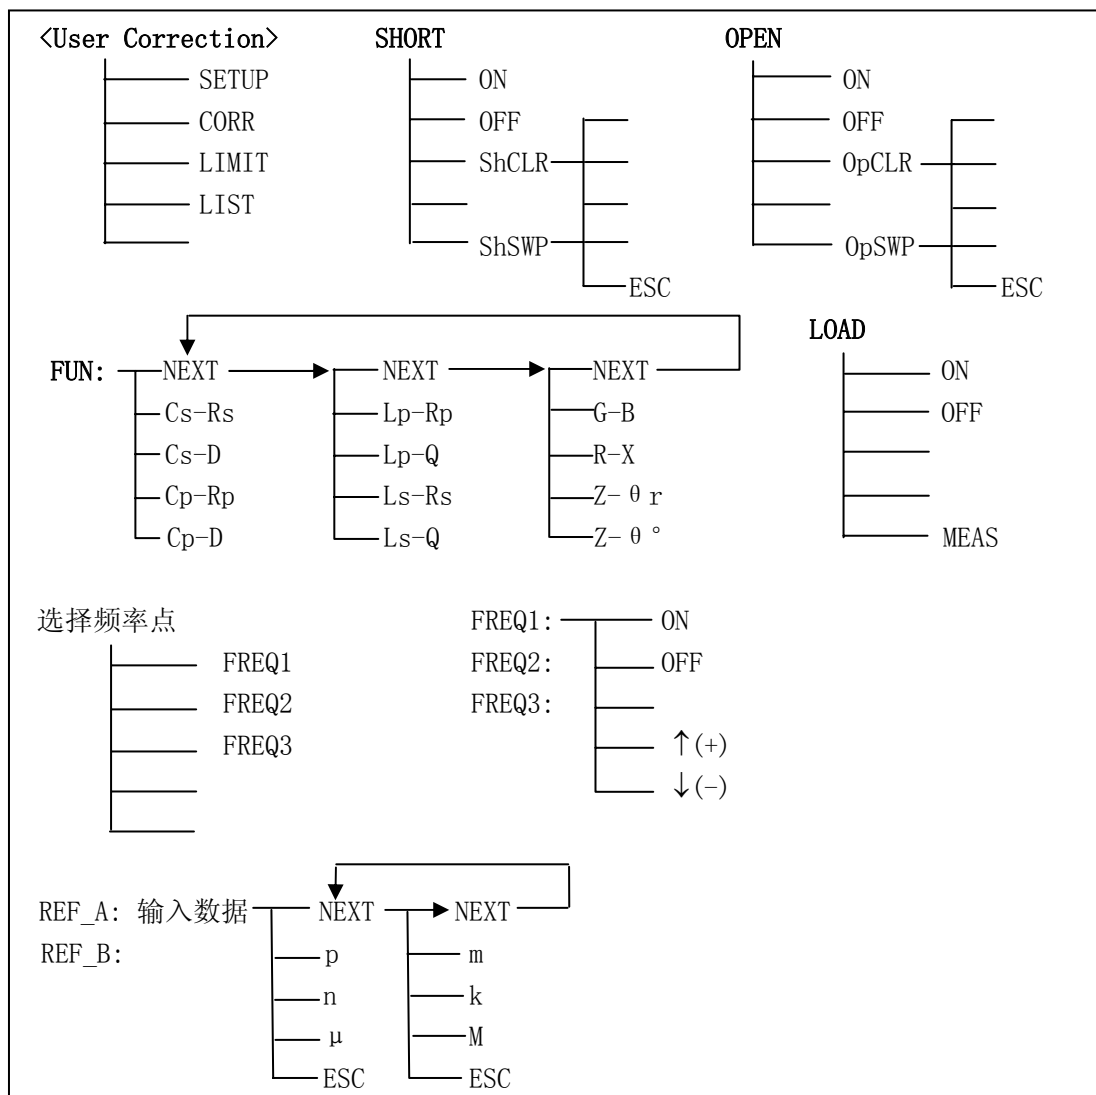 <User Correction> SHORT OPEN
SETUP ON ON
CORR OFF OFF
LIMIT ShCLR OpCLR
LIST
ShSWP OpSWP
ESC ESC
LOAD
FUN: NEXT NEXT NEXT ON
Cs-Rs Lp-Rp G-B OFF
Cs-D Lp-Q R-X
Cp-Rp Ls-Rs Z-θr
Cp-D Ls-Q Z-θ° MEAS
选择频率点 FREQ1: ON
FREQ1 FREQ2: OFF
FREQ2 FREQ3:
FREQ3 ↑(+)
↓(-)
REF_A: 输入数据 NEXT NEXT
REF_B: p m
n k
μ M
ESC ESC